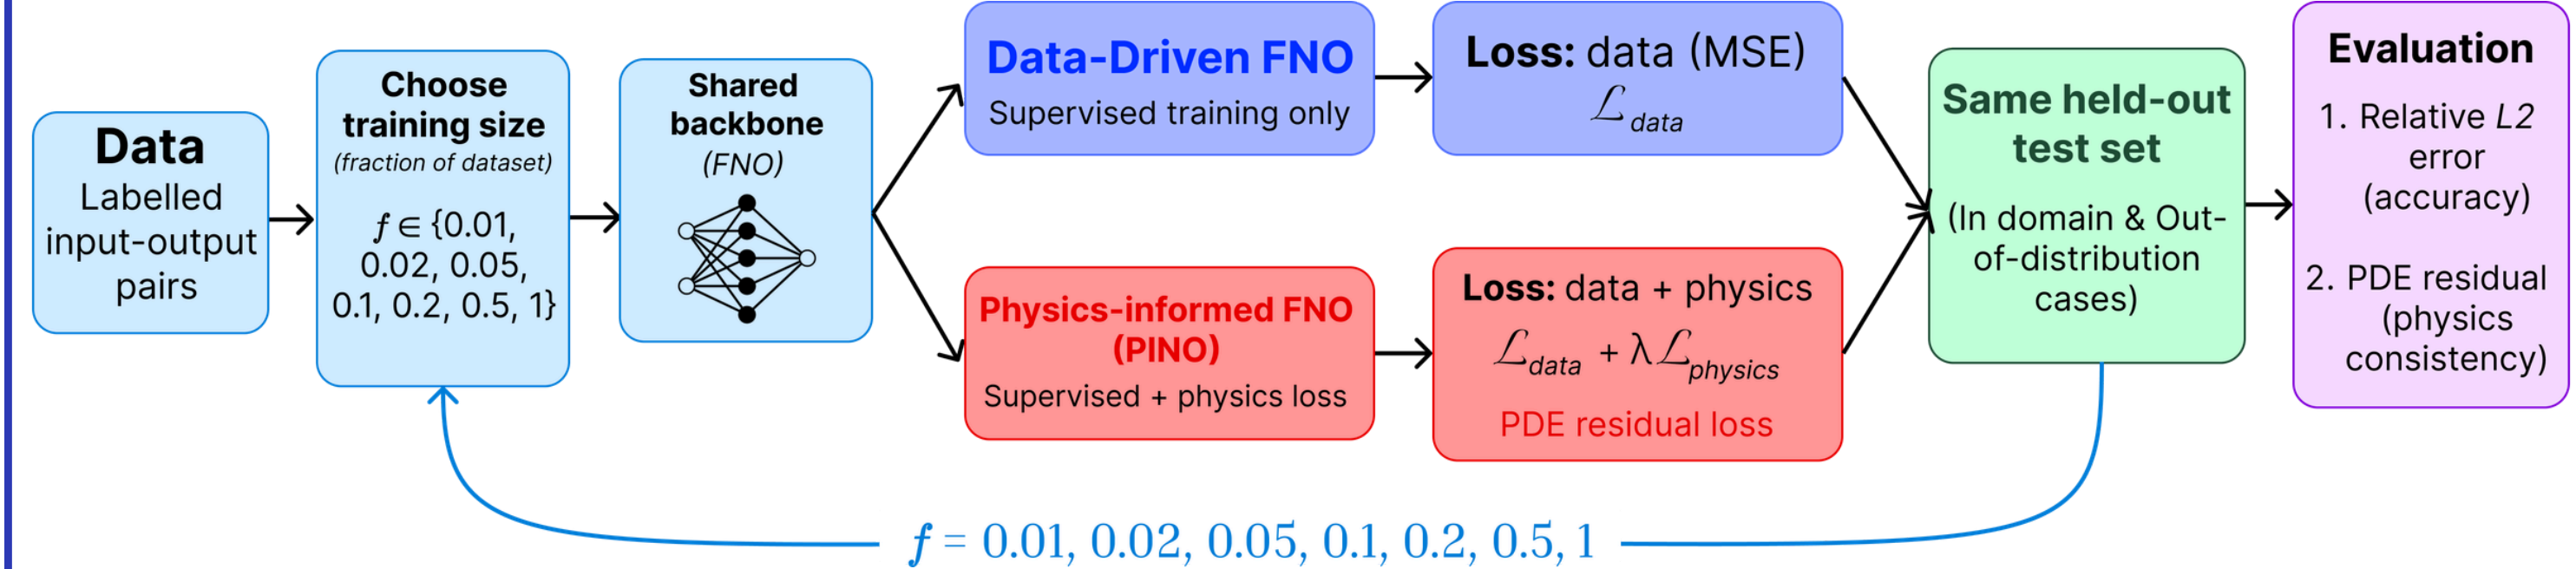 Data
Labelled
input-output
pairs
Choose
training size
(fraction of dataset)
f ∈ {0.01,
0.02, 0.05,
0.1, 0.2, 0.5, 1}
Shared
backbone
(FNO)
Data-Driven FNO
Supervised training only
Loss: data (MSE)
ℒ_data
Physics-informed FNO
(PINO)
Supervised + physics loss
Loss: data + physics
ℒ_data + λℒ_physics
PDE residual loss
Same held-out
test set
(In domain & Out-
of-distribution
cases)
Evaluation
1. Relative L2
error
(accuracy)
2. PDE residual
(physics
consistency)
f = 0.01, 0.02, 0.05, 0.1, 0.2, 0.5, 1